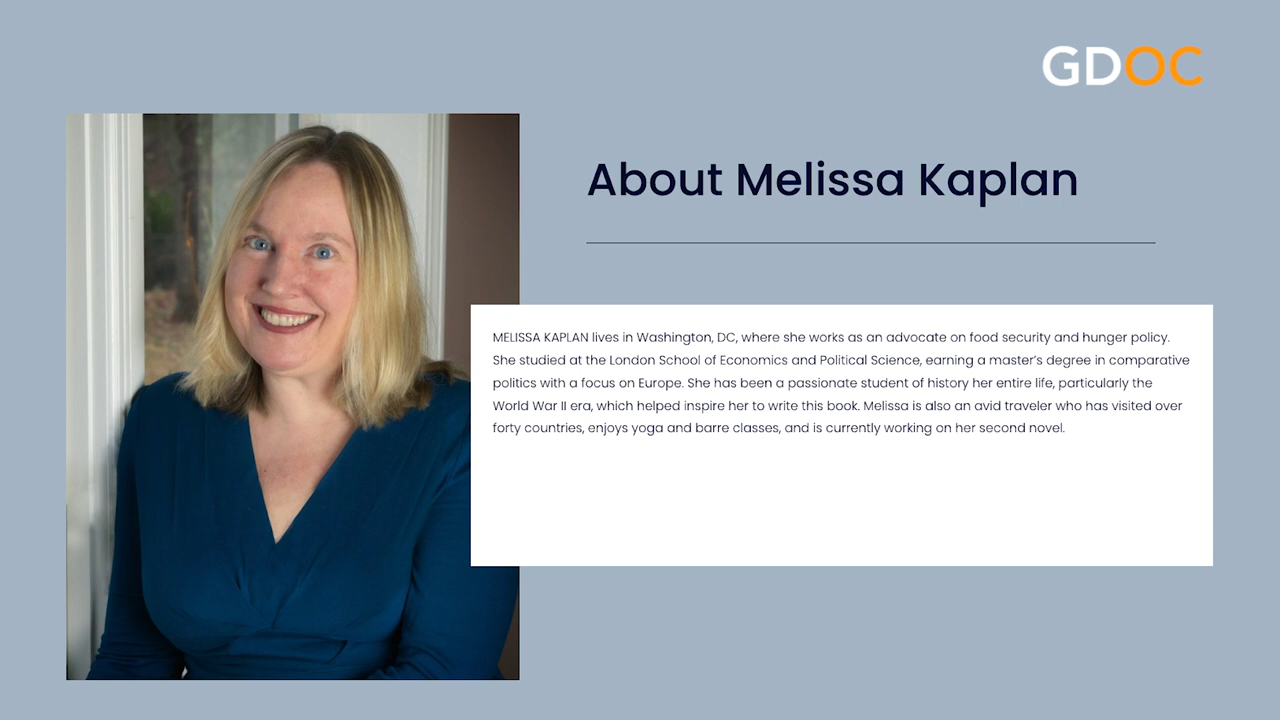 GDOC
About Melissa Kaplan
MELISSA KAPLAN lives in Washington, DC, where she works as an advocate on food security and hunger policy.
She studied at the London School of Economics and Political Science, earning a master’s degree in comparative
politics with a focus on Europe. She has been a passionate student of history her entire life, particularly the
World War II era, which helped inspire her to write this book. Melissa is also an avid traveler who has visited over
forty countries, enjoys yoga and barre classes, and is currently working on her second novel.